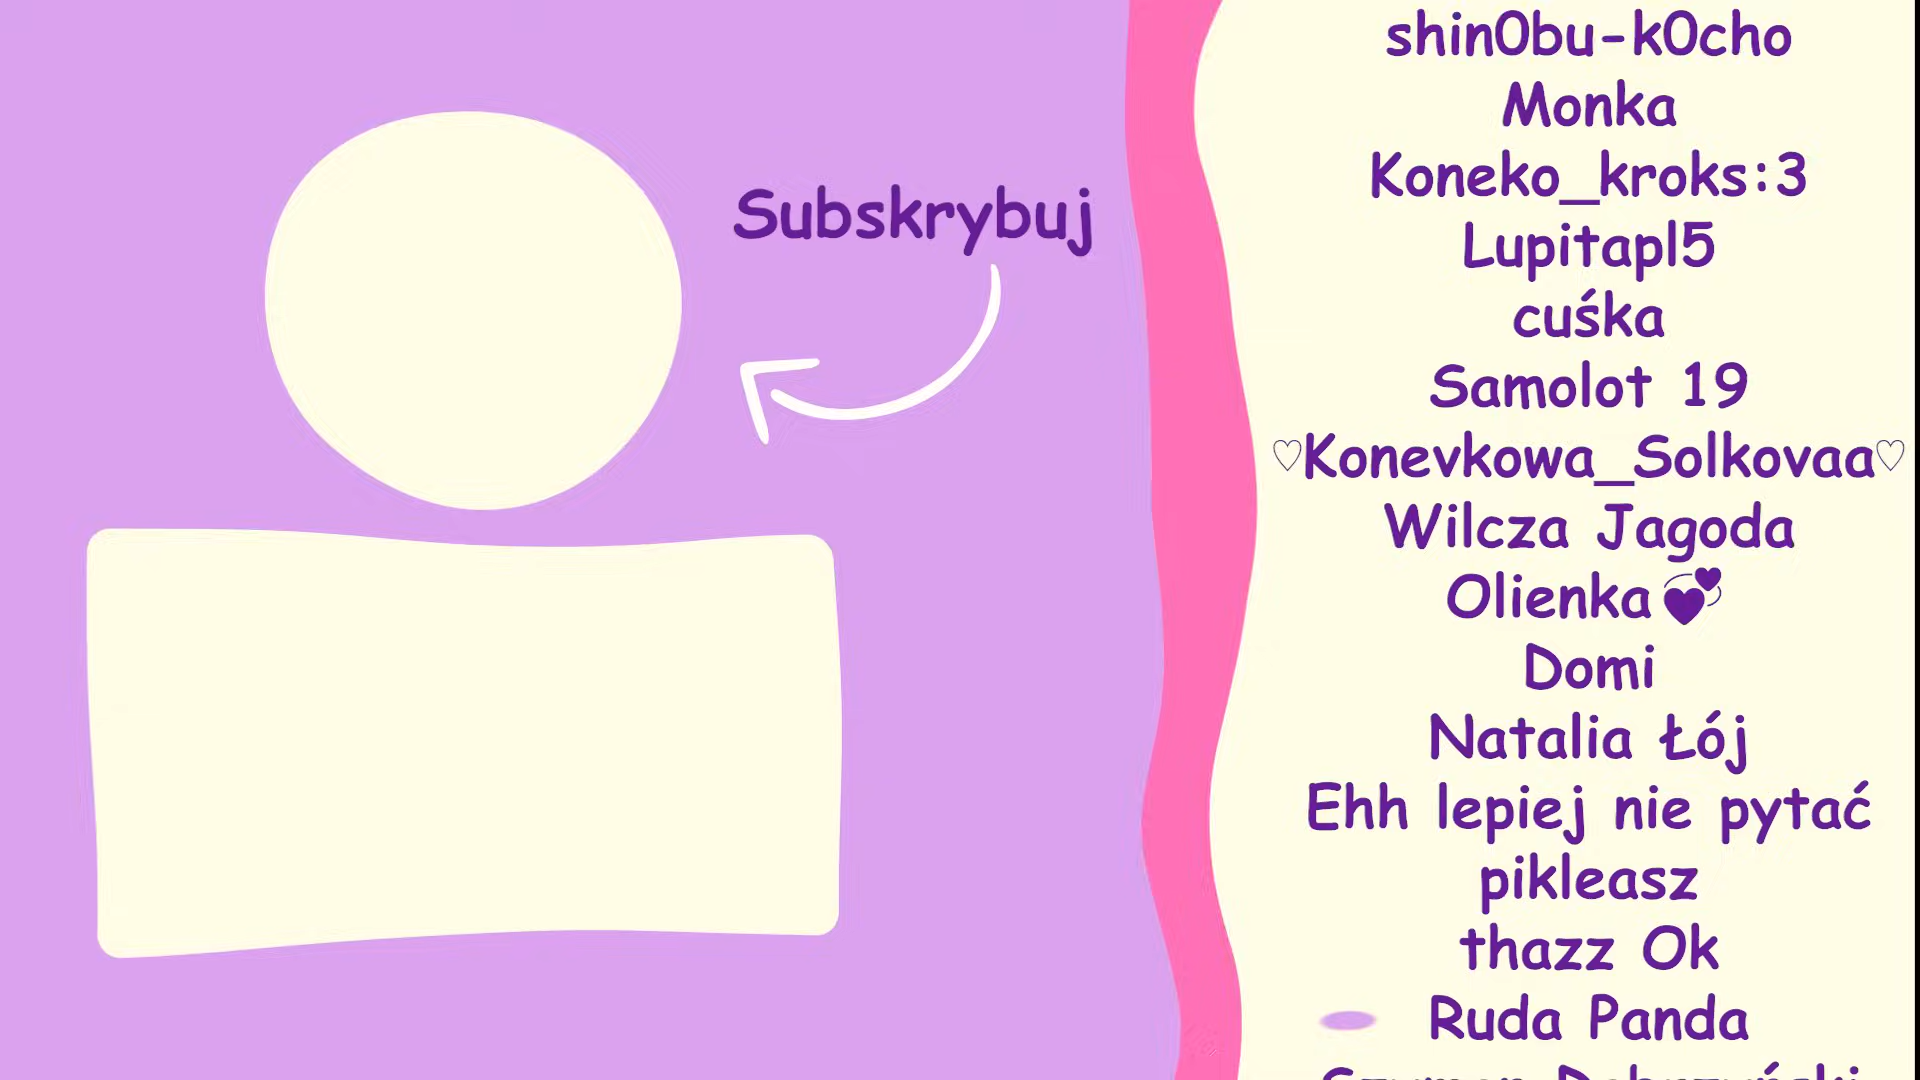 Subskrybuj
shin0bu-k0cho
Monka
Koneko_kroks:3
Lupitapl5
cuśka
Samolot 19
♡Konevkowa_Solkovaa♡
Wilcza Jagoda
Olienka💞
Domi
Natalia Łój
Ehh lepiej nie pytać
pikleasz
thazz Ok
Ruda Panda